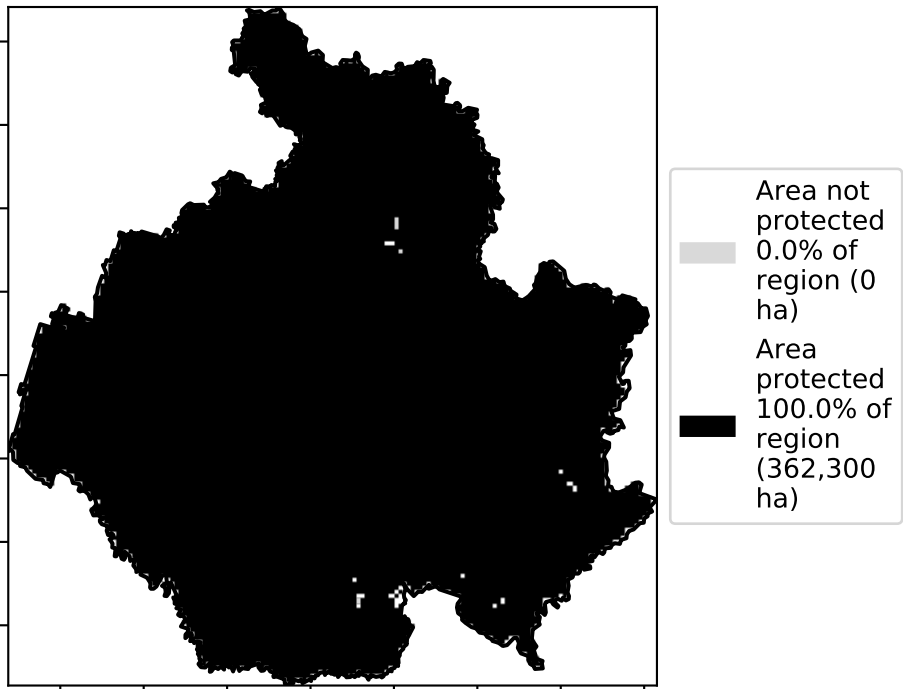 Area not
protected
0.0% of
region (0
ha)
Area
protected
100.0% of
region
(362,300
ha)